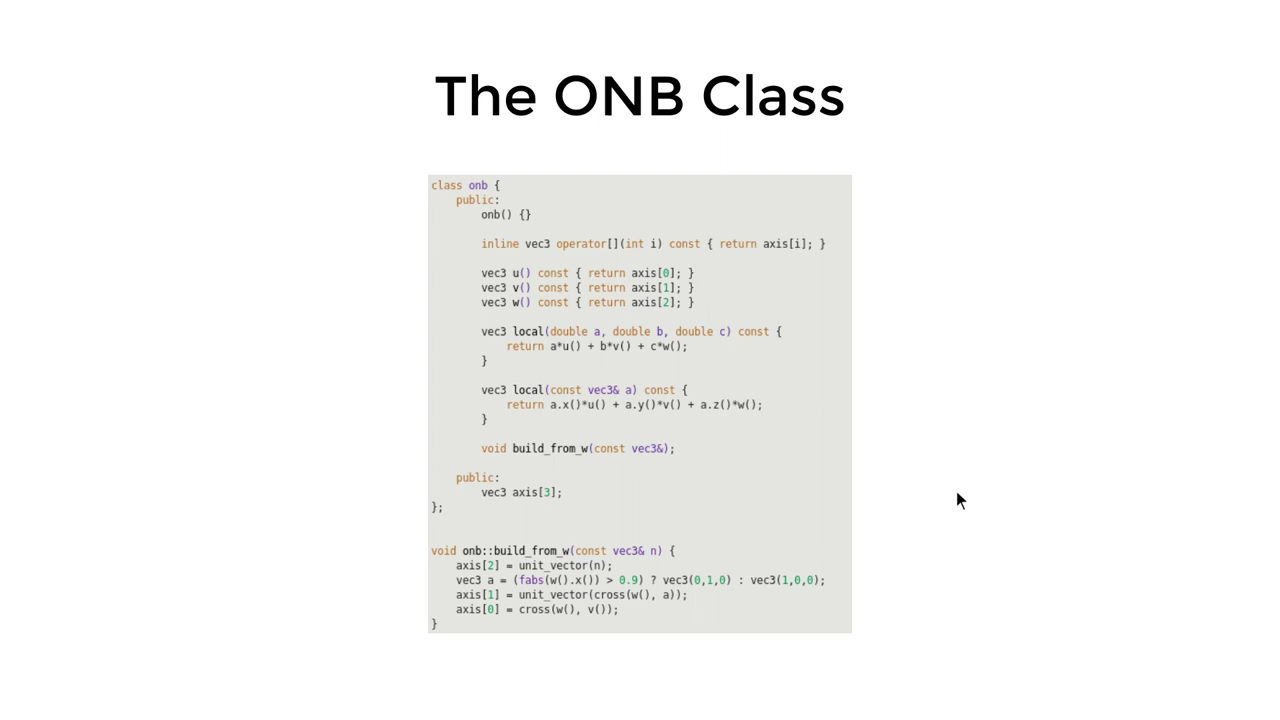 The ONB Class
class onb {
    public:
        onb() {}

        inline vec3 operator[](int i) const { return axis[i]; }

        vec3 u() const { return axis[0]; }
        vec3 v() const { return axis[1]; }
        vec3 w() const { return axis[2]; }

        vec3 local(double a, double b, double c) const {
            return a*u() + b*v() + c*w();
        }

        vec3 local(const vec3& a) const {
            return a.x()*u() + a.y()*v() + a.z()*w();
        }

        void build_from_w(const vec3&);

    public:
        vec3 axis[3];
};


void onb::build_from_w(const vec3& n) {
    axis[2] = unit_vector(n);
    vec3 a = (fabs(w().x()) > 0.9) ? vec3(0,1,0) : vec3(1,0,0);
    axis[1] = unit_vector(cross(w(), a));
    axis[0] = cross(w(), v());
}